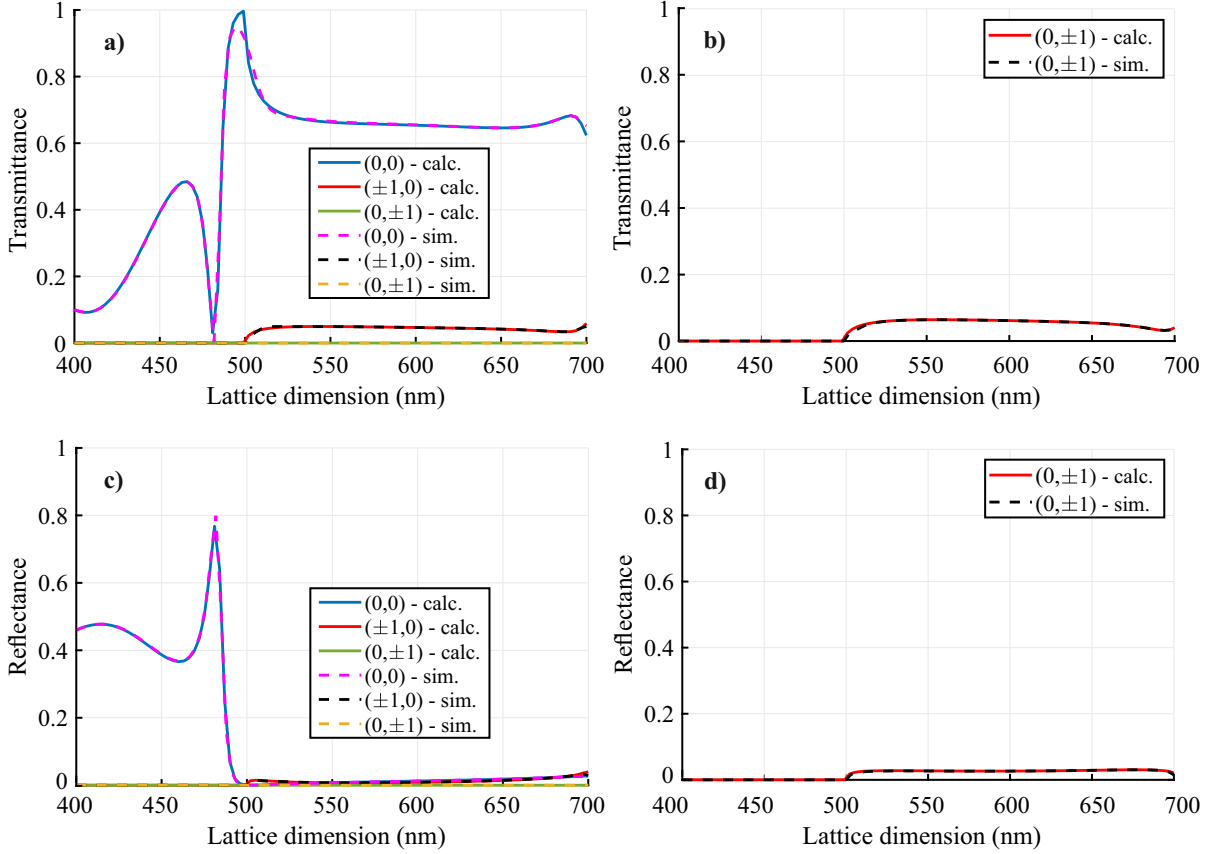 a)
Transmittance
1
0.8
0.6
0.4
0.2
0
(0,0) - calc.
(±1,0) - calc.
(0,±1) - calc.
(0,0) - sim.
(±1,0) - sim.
(0,±1) - sim.
400 450 500 550 600 650 700
Lattice dimension (nm)
b)
Transmittance
1
0.8
0.6
0.4
0.2
0
(0,±1) - calc.
(0,±1) - sim.
400 450 500 550 600 650 700
Lattice dimension (nm)
c)
Reflectance
1
0.8
0.6
0.4
0.2
0
(0,0) - calc.
(±1,0) - calc.
(0,±1) - calc.
(0,0) - sim.
(±1,0) - sim.
(0,±1) - sim.
400 450 500 550 600 650 700
Lattice dimension (nm)
d)
Reflectance
1
0.8
0.6
0.4
0.2
0
(0,±1) - calc.
(0,±1) - sim.
400 450 500 550 600 650 700
Lattice dimension (nm)